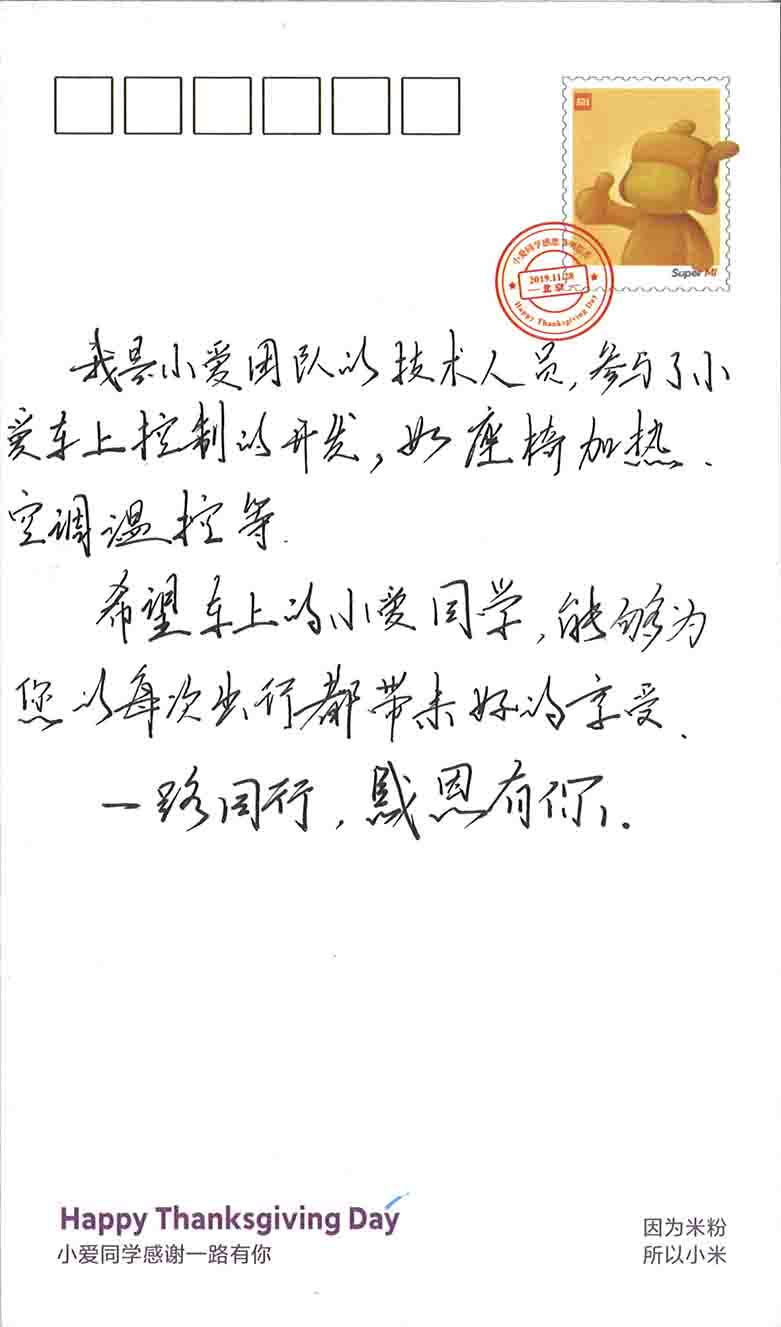 MI
Super MI
小爱同学感恩
2019.11.28
北京
Happy Thanksgiving Day
我是小爱团队的技术人员,参与了小
爱车上控制的开发,如座椅加热、
空调温控等.
希望车上的小爱同学,能够为
您的每次出行都带来好的享受.
一路同行,感恩有你.
Happy Thanksgiving Day
小爱同学感谢一路有你
因为米粉
所以小米